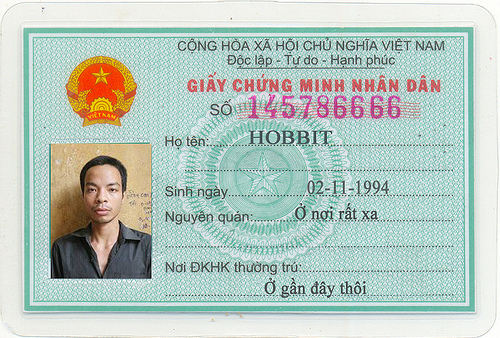 CỘNG HÒA XÃ HỘI CHỦ NGHĨA VIỆT NAM
Độc lập - Tự do - Hạnh phúc
GIẤY CHỨNG MINH NHÂN DÂN
SỐ 145786666
Họ tên: HOBBIT
Sinh ngày 02-11-1994
Nguyên quán: Ở nơi rất xa
Nơi ĐKHK thường trú:
Ở gần đây thôi
VIỆT NAM